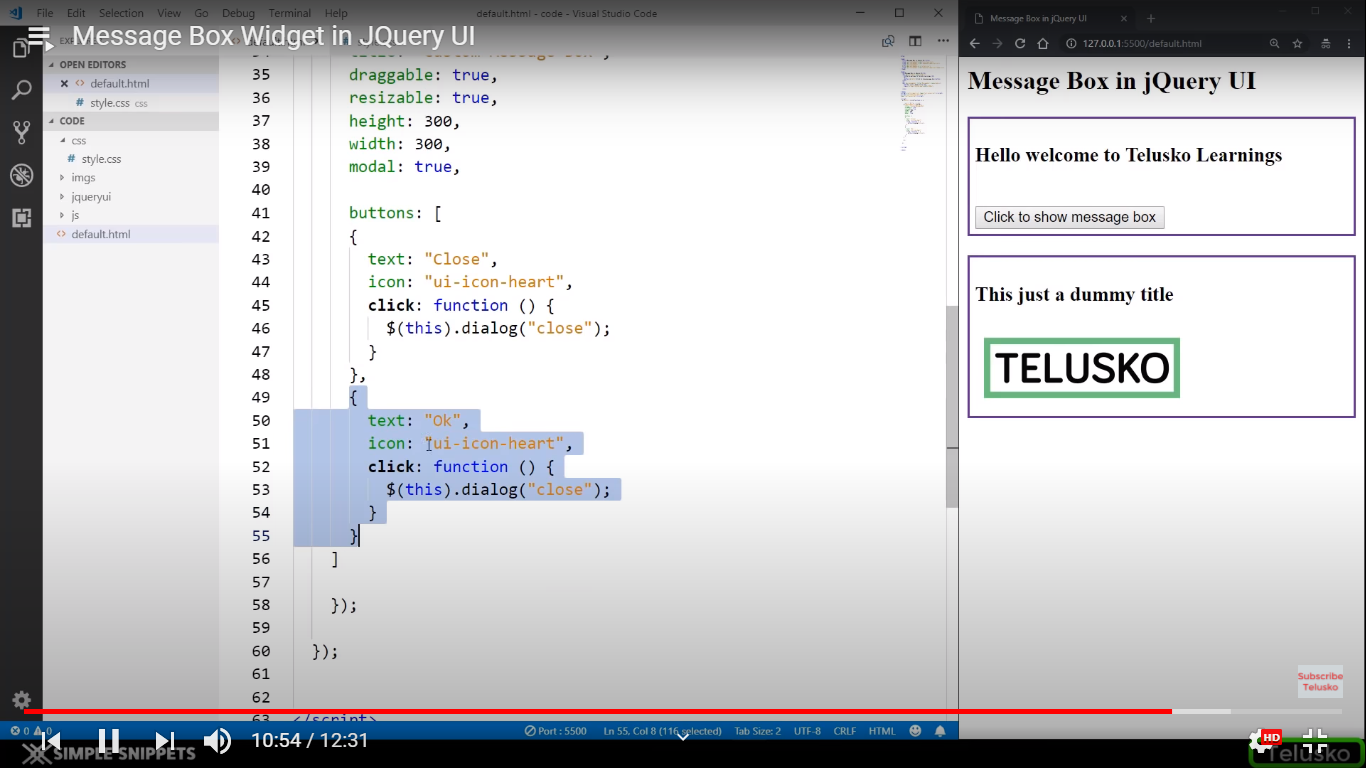 File Edit Selection View Go Debug Terminal Help
default.html - code - Visual Studio Code
Message Box in jQuery UI
Message Box Widget in JQuery UI
127.0.0.1:5500/default.html
OPEN EDITORS
default.html
style.css css
CODE
css
style.css
imgs
jqueryui
js
default.html
35 draggable: true,
36 resizable: true,
37 height: 300,
38 width: 300,
39 modal: true,
40
41 buttons: [
42 {
43 text: "Close",
44 icon: "ui-icon-heart",
45 click: function () {
46 $(this).dialog("close");
47 }
48 },
49 {
50 text: "Ok",
51 icon: "ui-icon-heart",
52 click: function () {
53 $(this).dialog("close");
54 }
55 }
56 ]
57
58 });
59
60 });
61
62
63 </script>
Message Box in jQuery UI
Hello welcome to Telusko Learnings
Click to show message box
This just a dummy title
TELUSKO
Subscribe
Telusko
0 0
Port : 5500 Ln 55, Col 8 (116 selected) Tab Size: 2 UTF-8 CRLF HTML
10:54 / 12:31
HD
SIMPLE SNIPPETS
Telusko